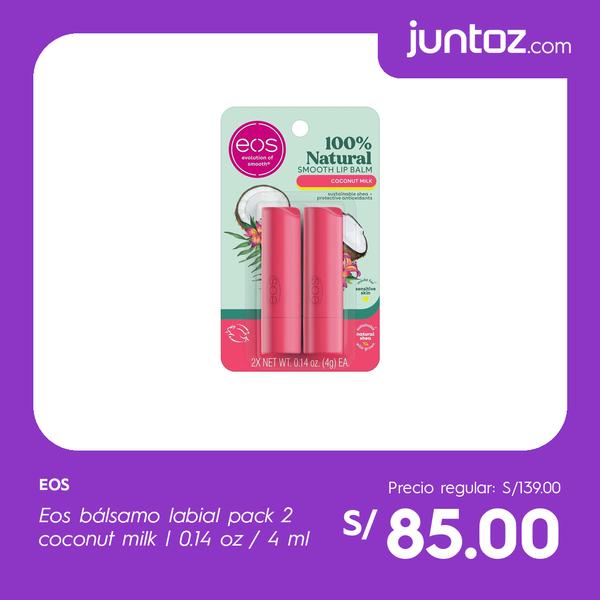 juntoz.com
eos
evolution of
smooth®
100%
Natural
SMOOTH LIP BALM
COCONUT MILK
sustainable shea +
protective antioxidants
eos
eos
sensitive
skin
natural
shea
2X NET WT. 0.14 oz. (4g) EA.
EOS
Precio regular: S/139.00
Eos bálsamo labial pack 2
coconut milk | 0.14 oz / 4 ml
S/85.00